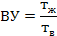 ВУ = Тж / Тв